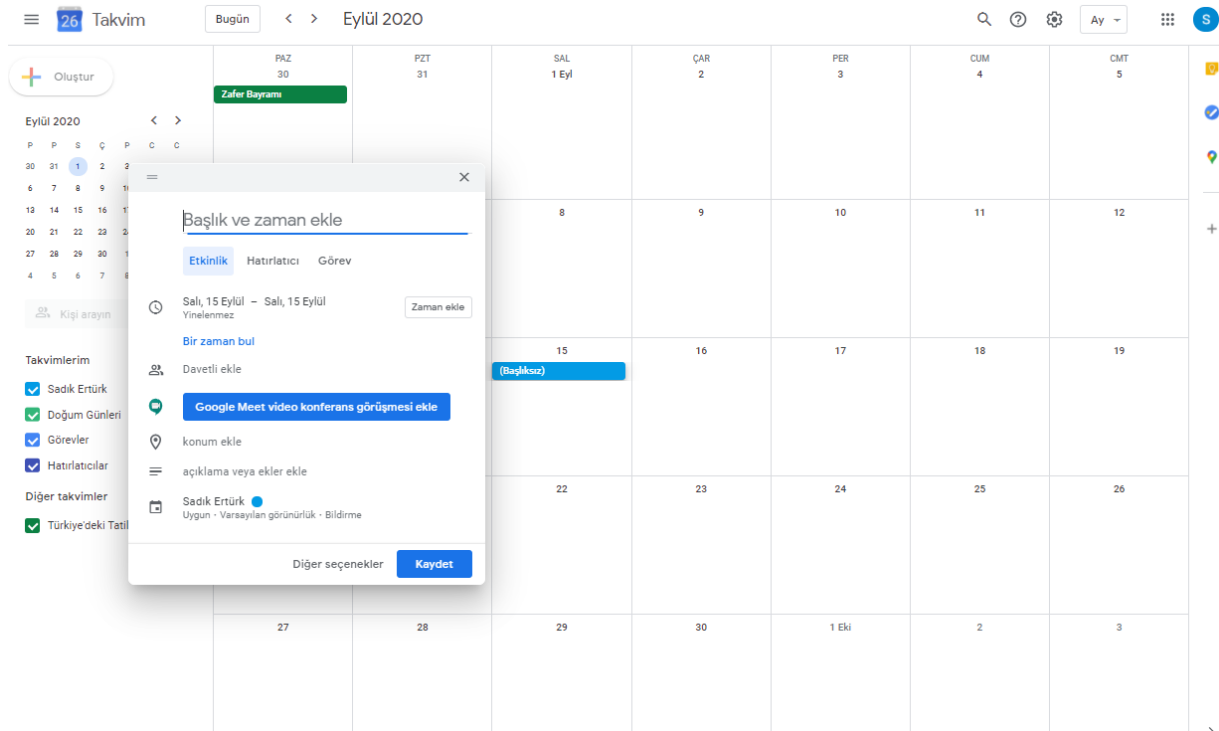 26 Takvim Bugün Eylül 2020 Ay S
Oluştur
PAZ PZT SAL ÇAR PER CUM CMT
30 31 1 Eyl 2 3 4 5
Zafer Bayramı
Eylül 2020
P P S Ç P C C
30 31 1 2
6 7 8 9
13 14 15 16
20 21 22 23
27 28 29 30
4 5 6 7
Kişi arayın
Takvimlerim
Sadık Ertürk
Doğum Günleri
Görevler
Hatırlatıcılar
Diğer takvimler
Türkiye'deki Tatil
Başlık ve zaman ekle
Etkinlik Hatırlatıcı Görev
Salı, 15 Eylül – Salı, 15 Eylül Zaman ekle
Yinelenmez
Bir zaman bul
Davetli ekle
Google Meet video konferans görüşmesi ekle
konum ekle
açıklama veya ekler ekle
Sadık Ertürk
Uygun · Varsayılan görünürlük · Bildirme
Diğer seçenekler Kaydet
8 9 10 11 12
15 16 17 18 19
(Başlıksız)
22 23 24 25 26
27 28 29 30 1 Eki 2 3